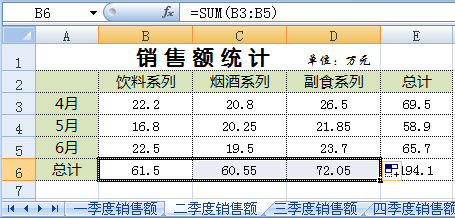 B6 fx =SUM(B3:B5)
A B C D E
1 销售额统计 单位：万元
2 饮料系列 烟酒系列 副食系列 总计
3 4月 22.2 20.8 26.5 69.5
4 5月 16.8 20.25 21.85 58.9
5 6月 22.5 19.5 23.7 65.7
6 总计 61.5 60.55 72.05 194.1
7
一季度销售额 二季度销售额 三季度销售额 四季度销售额